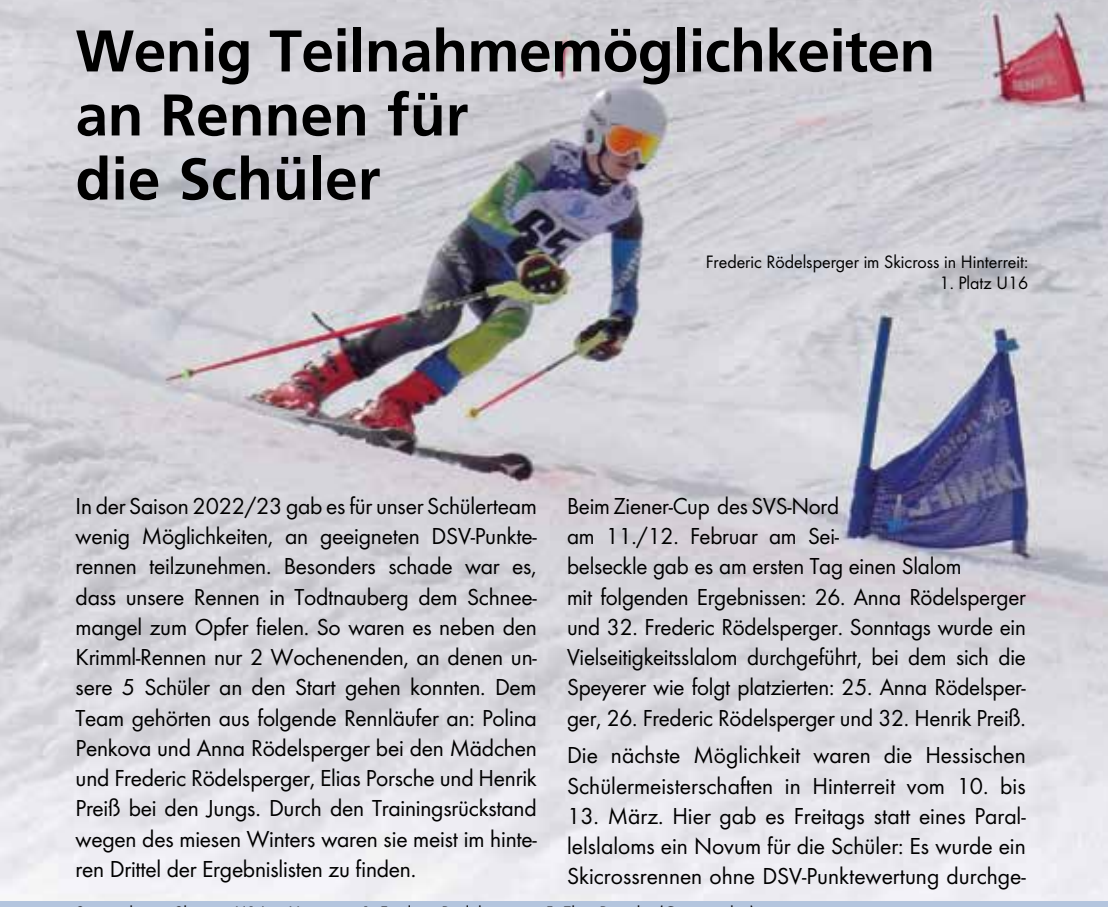 Wenig Teilnahmemöglichkeiten
an Rennen für
die Schüler
65
Frederic Rödelsperger im Skicross in Hinterreit:
1. Platz U16
In der Saison 2022/23 gab es für unser Schülerteam
wenig Möglichkeiten, an geeigneten DSV-Punkte-
rennen teilzunehmen. Besonders schade war es,
dass unsere Rennen in Todtnauberg dem Schnee-
mangel zum Opfer fielen. So waren es neben den
Krimml-Rennen nur 2 Wochenenden, an denen un-
sere 5 Schüler an den Start gehen konnten. Dem
Team gehörten aus folgende Rennläufer an: Polina
Penkova und Anna Rödelsperger bei den Mädchen
und Frederic Rödelsperger, Elias Porsche und Henrik
Preiß bei den Jungs. Durch den Trainingsrückstand
wegen des miesen Winters waren sie meist im hinte-
ren Drittel der Ergebnislisten zu finden.
Beim Ziener-Cup des SVS-Nord
am 11./12. Februar am Sei-
belseckle gab es am ersten Tag einen Slalom
mit folgenden Ergebnissen: 26. Anna Rödelsperger
und 32. Frederic Rödelsperger. Sonntags wurde ein
Vielseitigkeitsslalom durchgeführt, bei dem sich die
Speyerer wie folgt platzierten: 25. Anna Rödelsper-
ger, 26. Frederic Rödelsperger und 32. Henrik Preiß.
Die nächste Möglichkeit waren die Hessischen
Schülermeisterschaften in Hinterreit vom 10. bis
13. März. Hier gab es Freitags statt eines Paral-
lelslaloms ein Novum für die Schüler: Es wurde ein
Skicrossrennen ohne DSV-Punktewertung durchge-